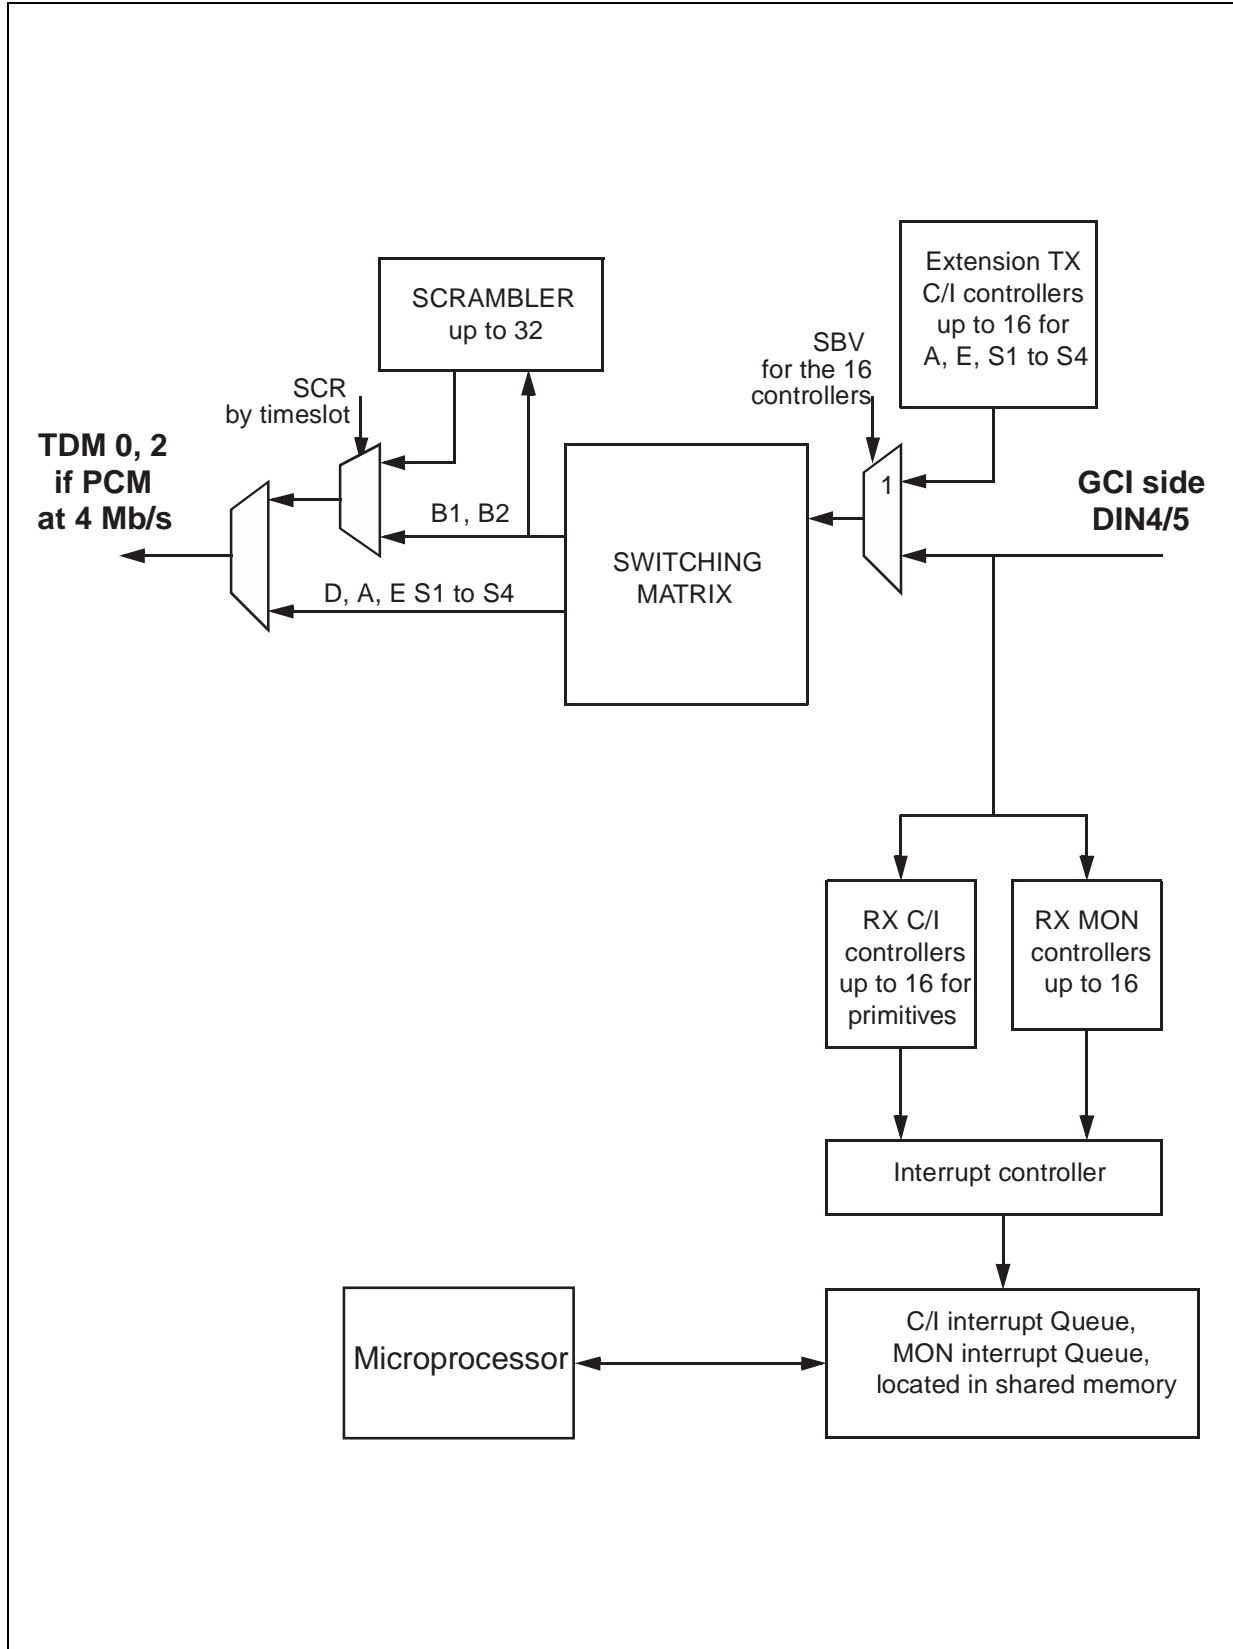 Extension TX
C/I controllers
up to 16 for
A, E, S1 to S4
SCRAMBLER
up to 32
SBV
for the 16
controllers
SCR
by timeslot
TDM 0, 2
if PCM
at 4 Mb/s
1
GCI side
DIN4/5
B1, B2
SWITCHING
MATRIX
D, A, E S1 to S4
RX C/I
controllers
up to 16 for
primitives
RX MON
controllers
up to 16
Interrupt controller
Microprocessor
C/I interrupt Queue,
MON interrupt Queue,
located in shared memory